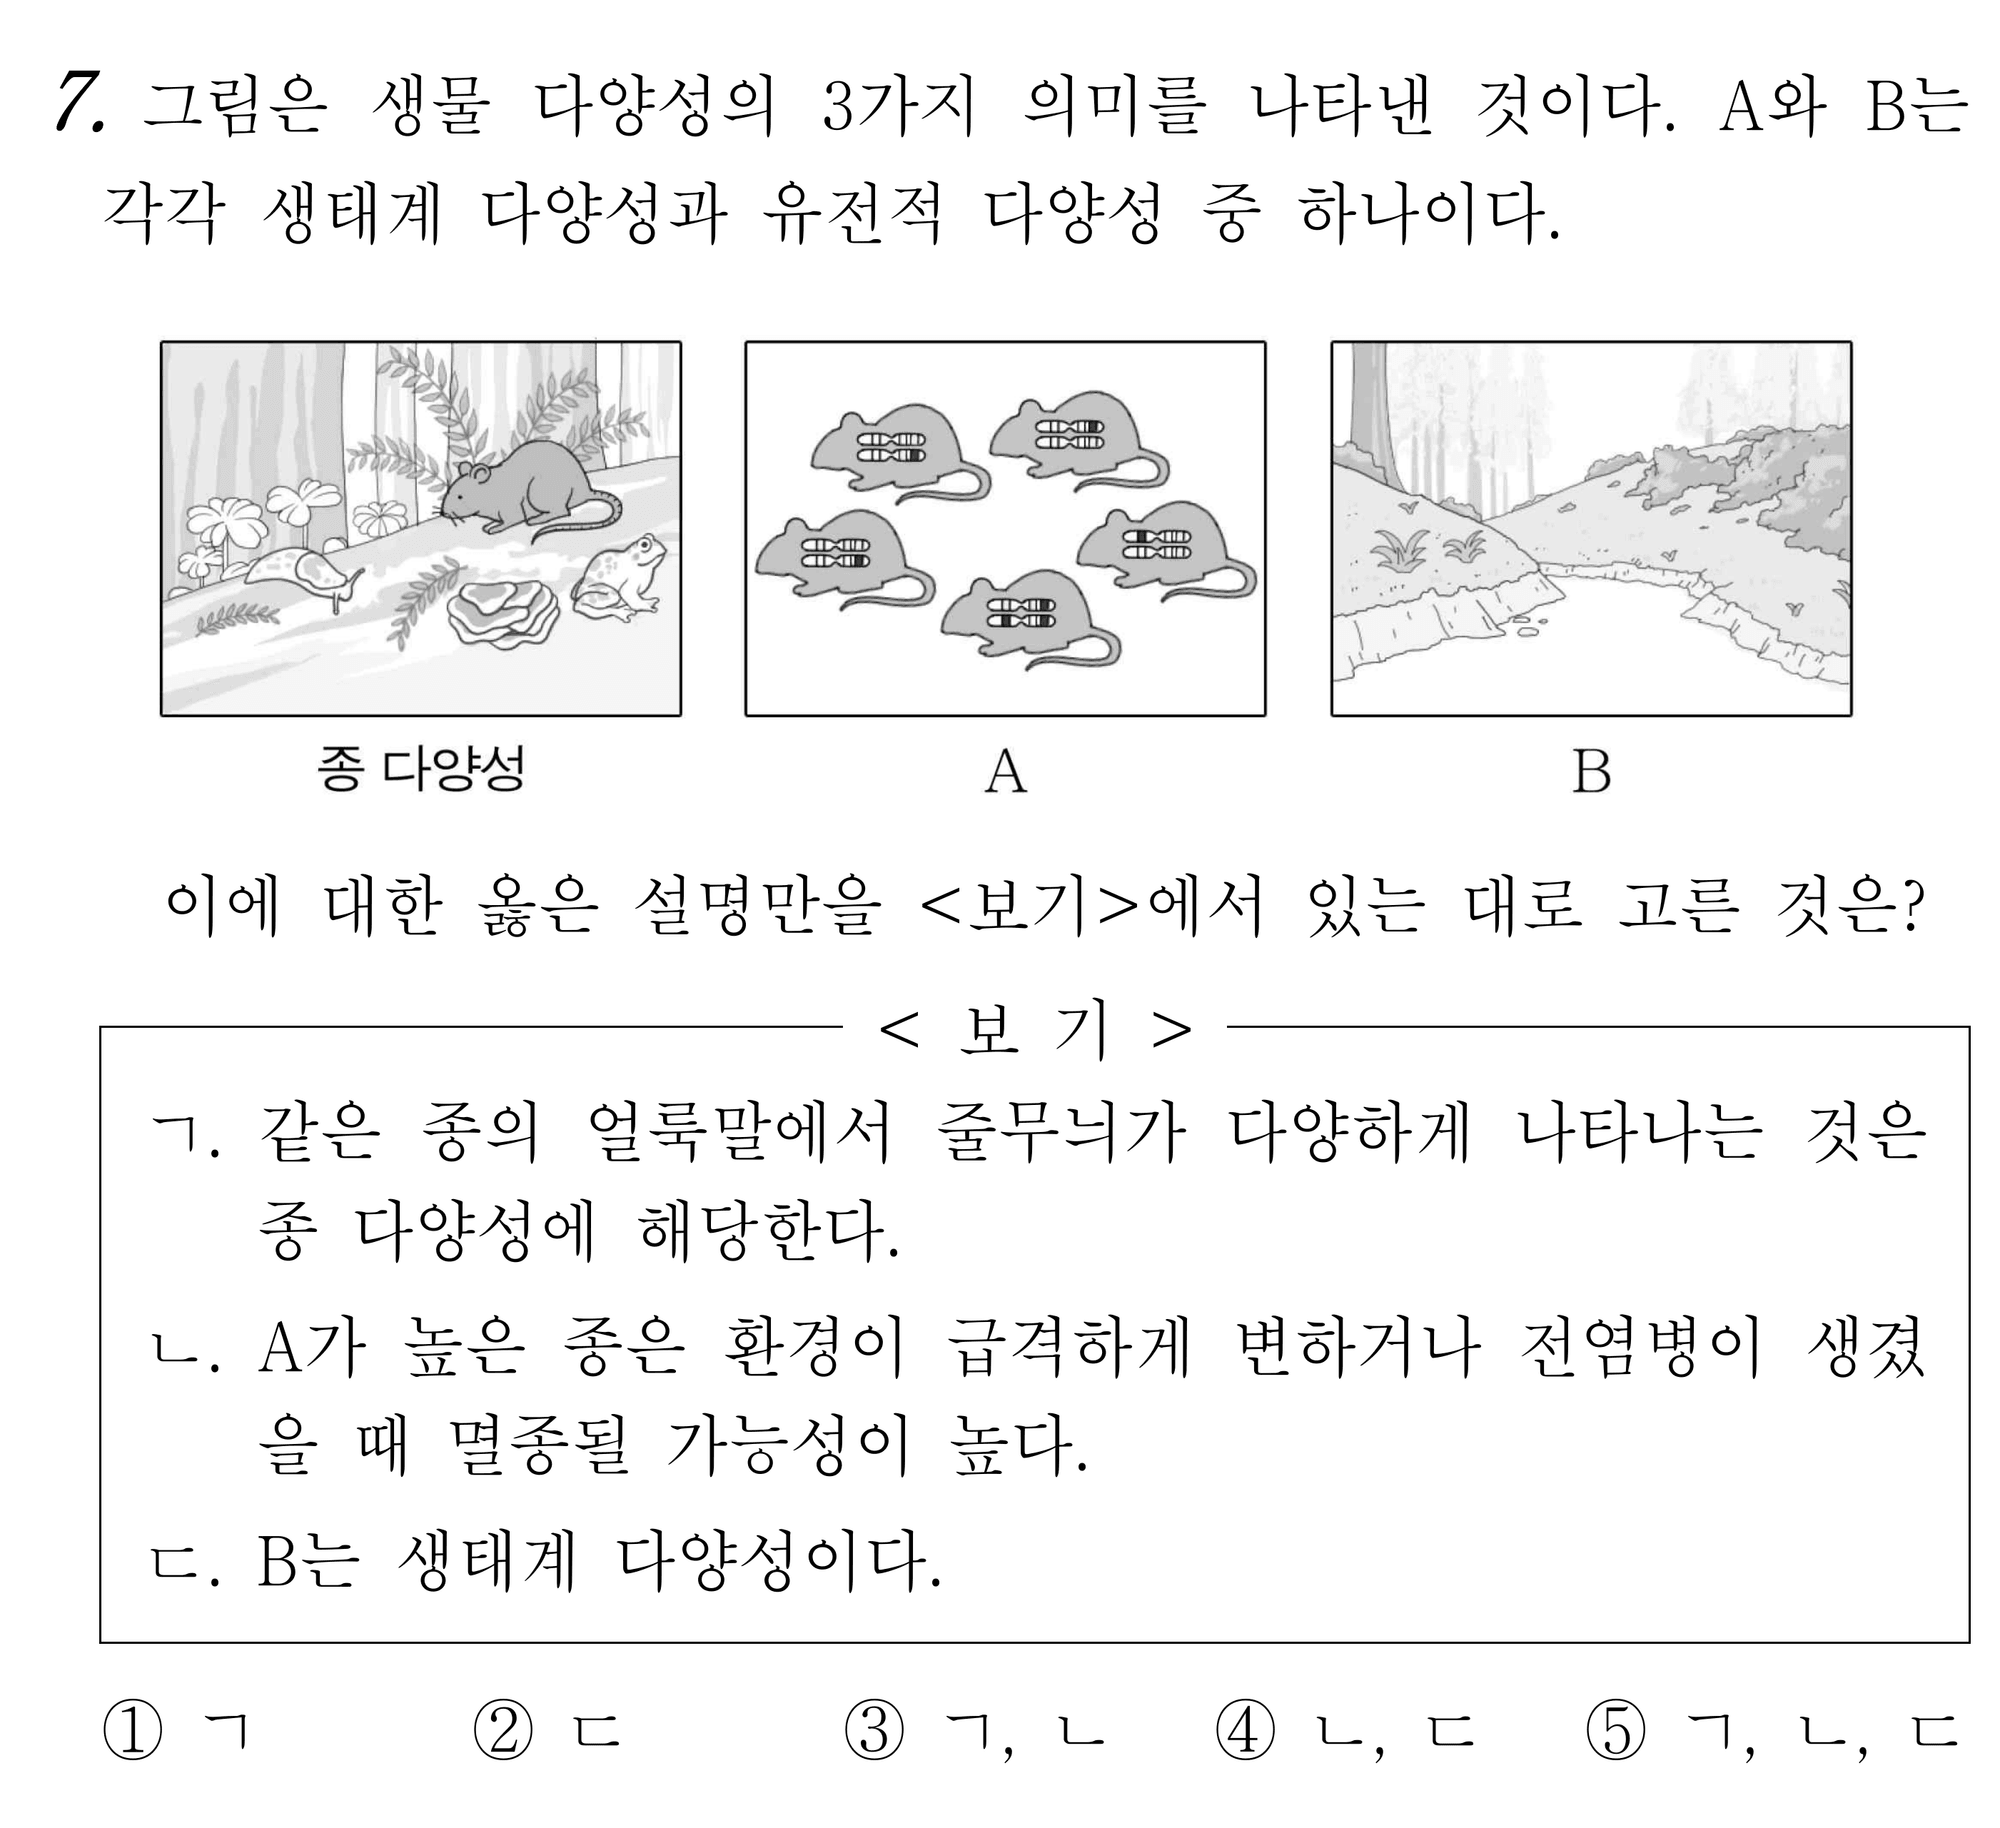 7. 그림은 생물 다양성의 3가지 의미를 나타낸 것이다. A와 B는
각각 생태계 다양성과 유전적 다양성 중 하나이다.
종 다양성 A B
이에 대한 옳은 설명만을 <보기>에서 있는 대로 고른 것은?
< 보 기 >
ㄱ. 같은 종의 얼룩말에서 줄무늬가 다양하게 나타나는 것은
종 다양성에 해당한다.
ㄴ. A가 높은 종은 환경이 급격하게 변하거나 전염병이 생겼
을 때 멸종될 가능성이 높다.
ㄷ. B는 생태계 다양성이다.
① ㄱ ② ㄷ ③ ㄱ, ㄴ ④ ㄴ, ㄷ ⑤ ㄱ, ㄴ, ㄷ